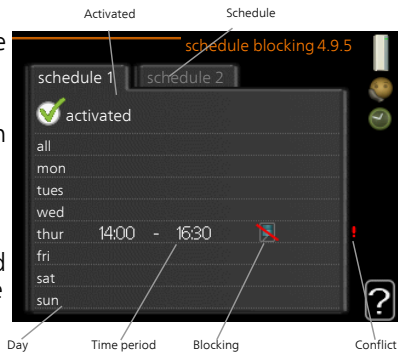 Activated
Schedule
schedule blocking 4.9.5
schedule 1
schedule 2
activated
all
mon
tues
wed
thur 14:00 - 16:30 !
fri
sat
sun
?
Day
Time period
Blocking
Conflict